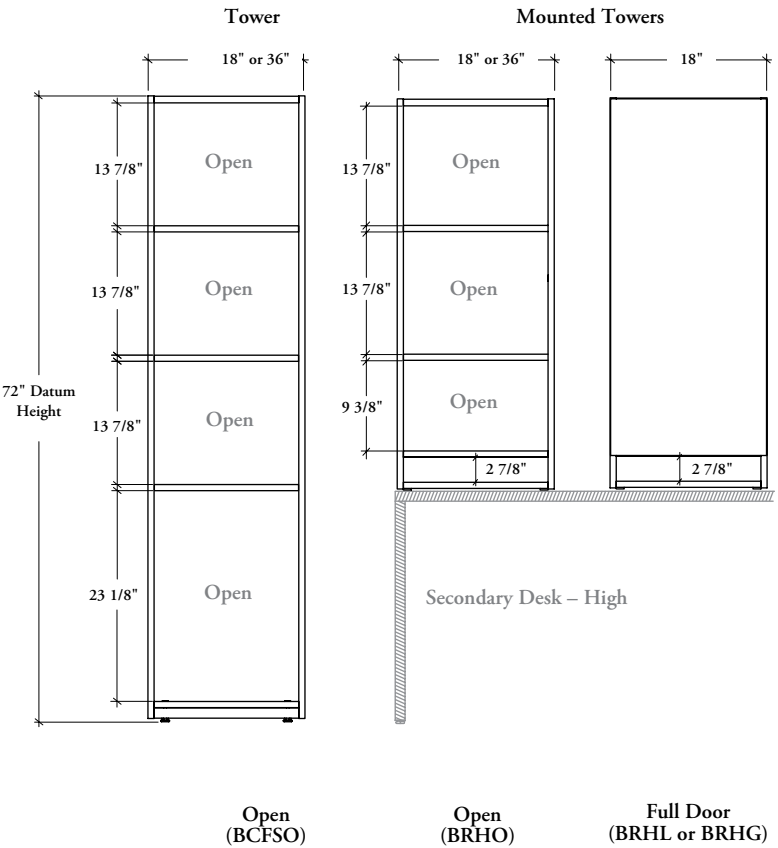 Tower
Mounted Towers
18" or 36"
18" or 36"
18"
13 7/8"
Open
13 7/8"
Open
13 7/8"
Open
13 7/8"
Open
72" Datum
Height
13 7/8"
Open
9 3/8"
Open
2 7/8"
2 7/8"
23 1/8"
Open
Secondary Desk – High
Open
(BCFSO)
Open
(BRHO)
Full Door
(BRHL or BRHG)